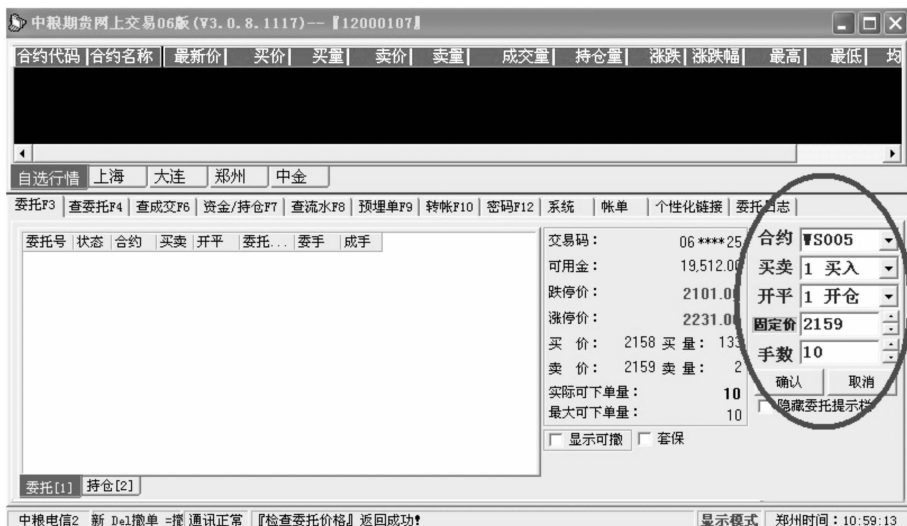 中粮期货网上交易06版(V3.0.8.1117)--『12000107』
合约代码 合约名称 最新价 买价 买量 卖价 卖量 成交量 持仓量 涨跌 涨跌幅 最高 最低 均
自选行情 上海 大连 郑州 中金
委托F3 查委托F4 查成交F6 资金/持仓F7 查流水F8 预埋单F9 转帐F10 密码F12 系统 帐单 个性化链接 委托日志
委托号 状态 合约 买卖 开平 委托... 委手 成手
交易码: 06****25
可用金: 19,512.00
跌停价: 2101.00
涨停价: 2231.00
买 价: 2158 买 量: 133
卖 价: 2159 卖 量: 2
实际可下单量: 10
最大可下单量: 10
显示可撤 套保
合约 WS005
买卖 1 买入
开平 1 开仓
固定价 2159
手数 10
确认 取消
隐藏委托提示栏
委托[1] 持仓[2]
中粮电信2 新 Del撤单 =撤 通讯正常 『检查委托价格』返回成功! 显示模式 郑州时间:10:59:13